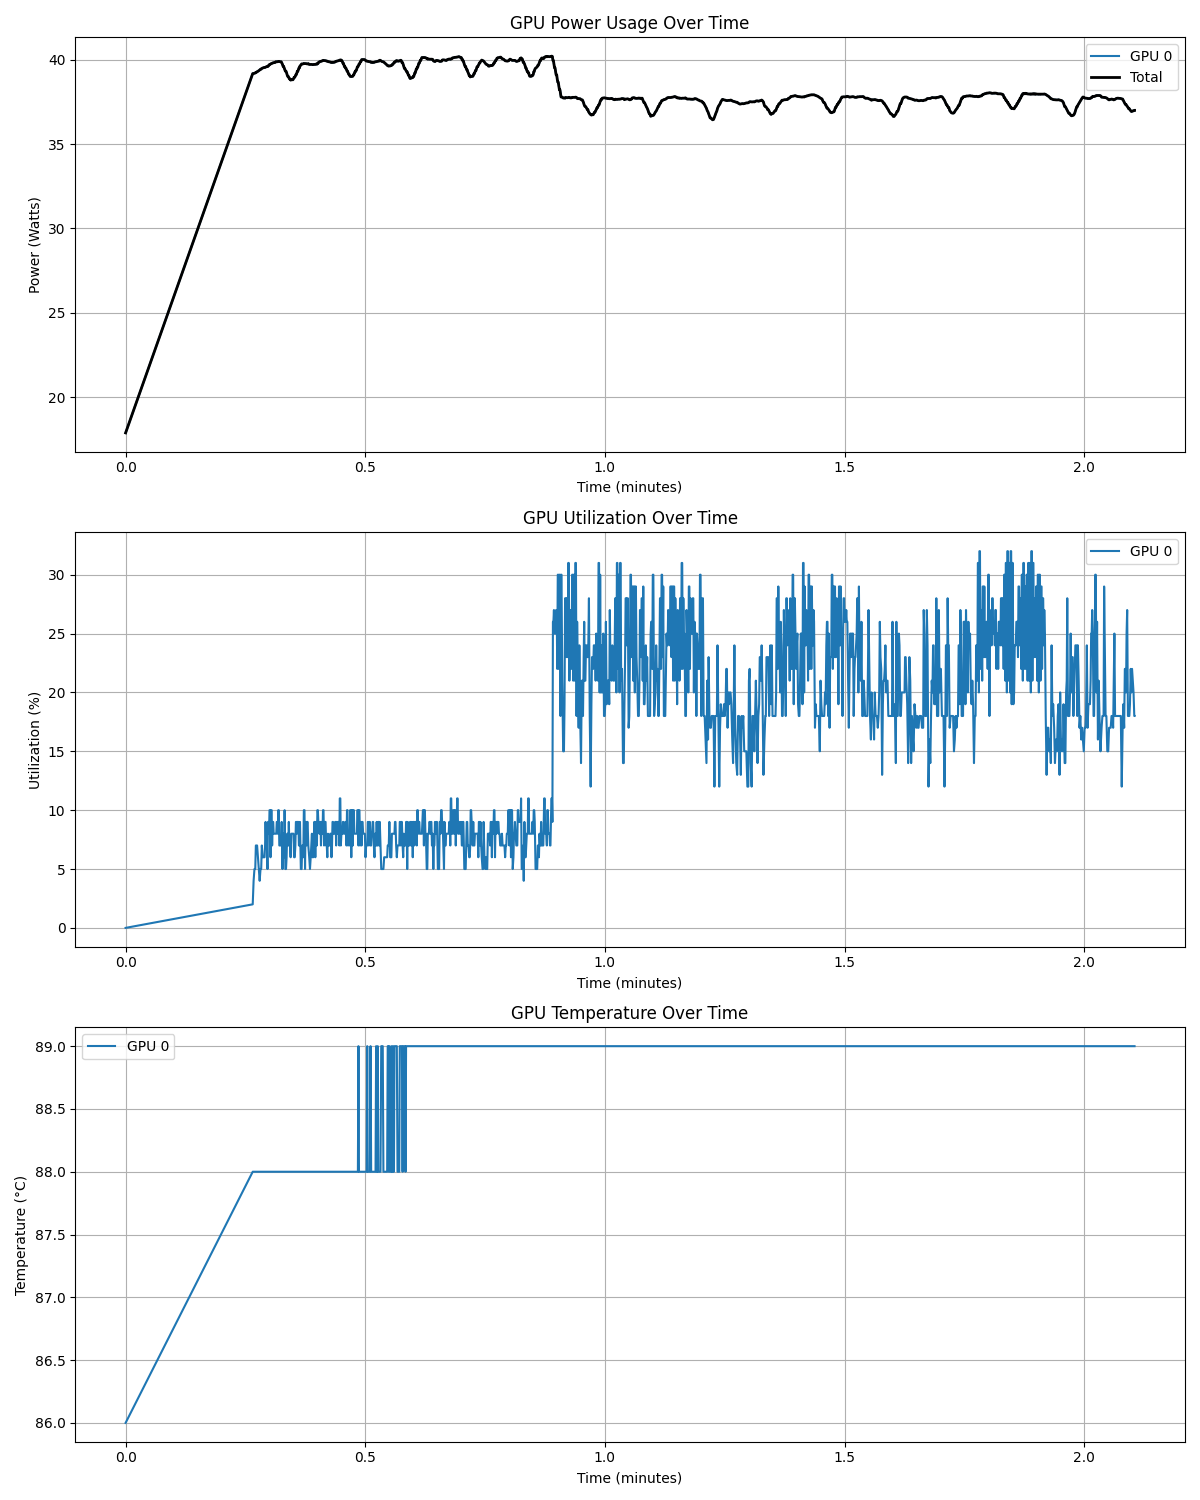 GPU Power Usage Over Time
40
35
30
25
20
Power (Watts)
GPU 0
Total
0.0 0.5 1.0 1.5 2.0
Time (minutes)
GPU Utilization Over Time
30
25
20
15
10
5
0
Utilization (%)
GPU 0
0.0 0.5 1.0 1.5 2.0
Time (minutes)
GPU Temperature Over Time
89.0
88.5
88.0
87.5
87.0
86.5
86.0
Temperature (°C)
GPU 0
0.0 0.5 1.0 1.5 2.0
Time (minutes)